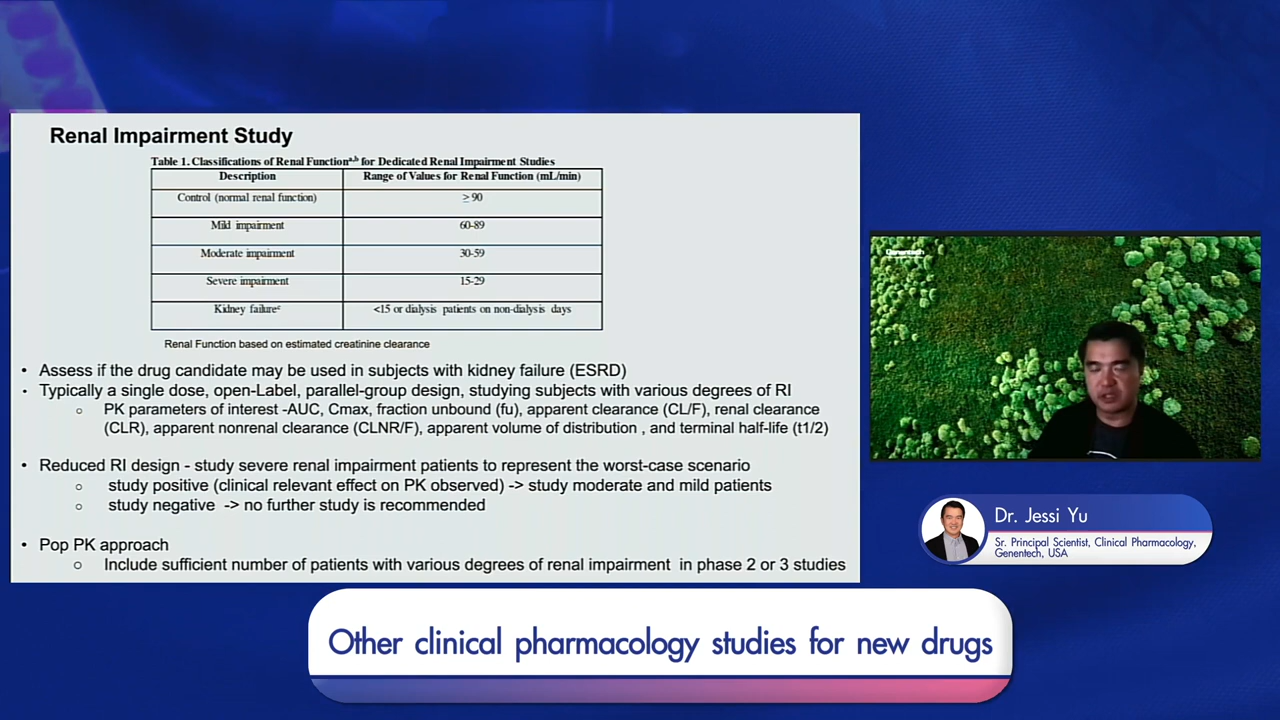 Renal Impairment Study
Table 1. Classifications of Renal Functionᵃ,ᵇ for Dedicated Renal Impairment Studies
Description Range of Values for Renal Function (mL/min)
Control (normal renal function) ≥ 90
Mild impairment 60-89
Moderate impairment 30-59
Severe impairment 15-29
Kidney failureᶜ <15 or dialysis patients on non-dialysis days
Renal Function based on estimated creatinine clearance
• Assess if the drug candidate may be used in subjects with kidney failure (ESRD)
• Typically a single dose, open-Label, parallel-group design, studying subjects with various degrees of RI
○ PK parameters of interest -AUC, Cmax, fraction unbound (fu), apparent clearance (CL/F), renal clearance
(CLR), apparent nonrenal clearance (CLNR/F), apparent volume of distribution , and terminal half-life (t1/2)
• Reduced RI design - study severe renal impairment patients to represent the worst-case scenario
○ study positive (clinical relevant effect on PK observed) -> study moderate and mild patients
○ study negative -> no further study is recommended
• Pop PK approach
○ Include sufficient number of patients with various degrees of renal impairment in phase 2 or 3 studies
Genentech
Dr. Jessi Yu
Sr. Principal Scientist, Clinical Pharmacology,
Genentech, USA
Other clinical pharmacology studies for new drugs